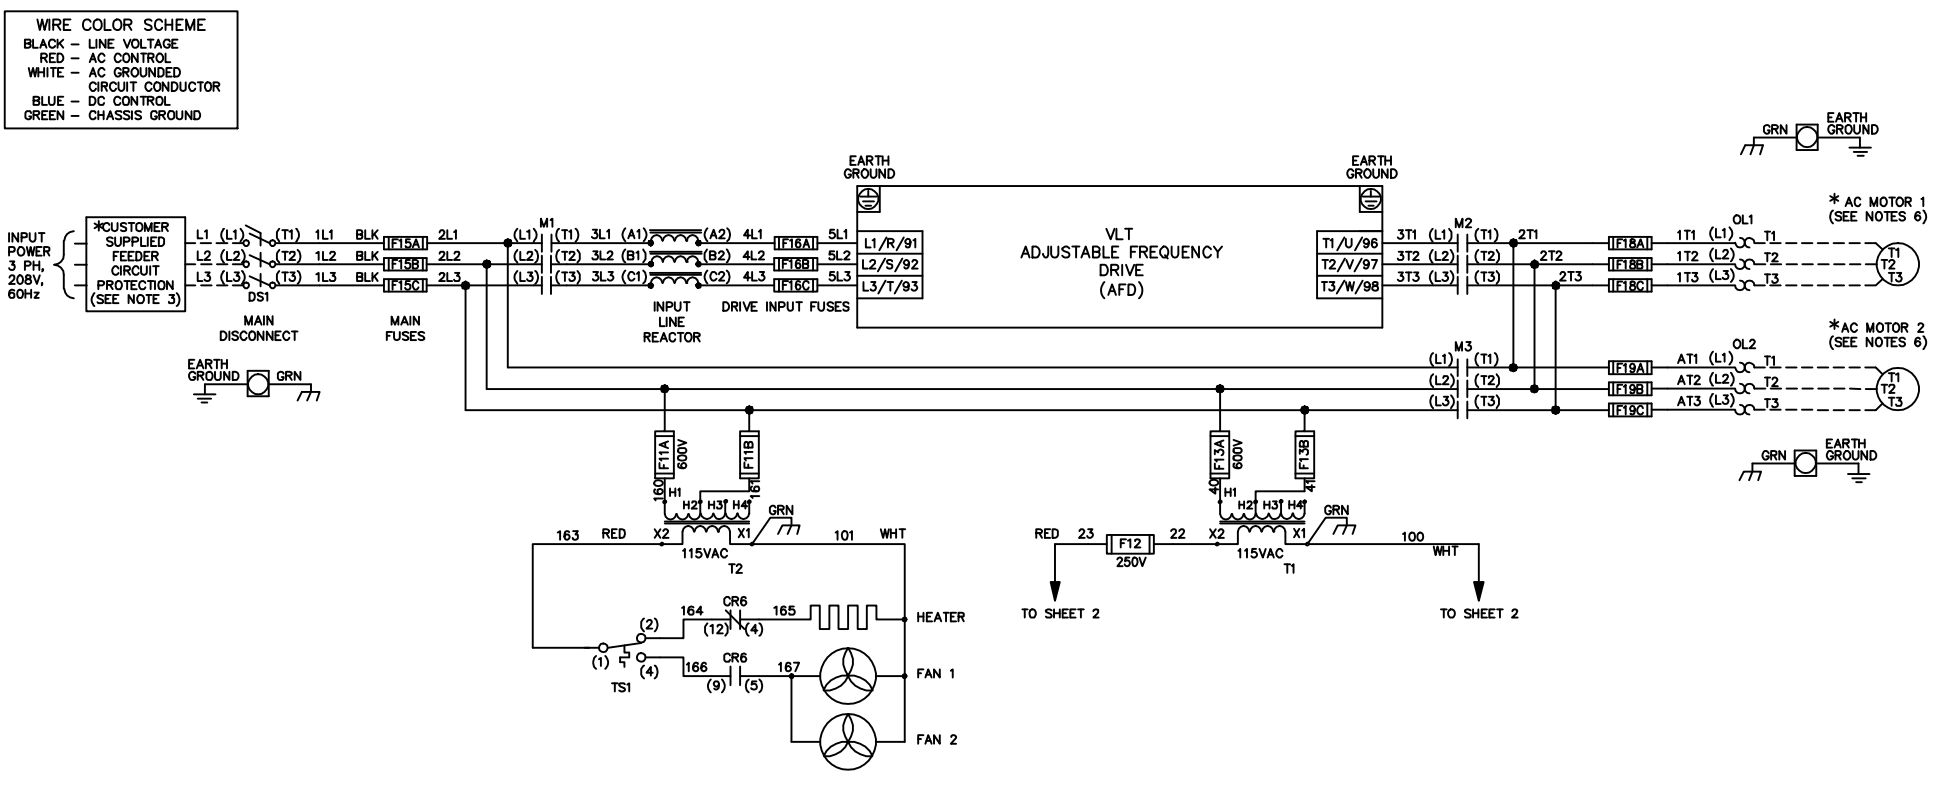 WIRE COLOR SCHEME
BLACK – LINE VOLTAGE
RED – AC CONTROL
WHITE – AC GROUNDED
CIRCUIT CONDUCTOR
BLUE – DC CONTROL
GREEN – CHASSIS GROUND
INPUT
POWER
3 PH,
208V,
60Hz
*CUSTOMER
SUPPLIED
FEEDER
CIRCUIT
PROTECTION
(SEE NOTE 3)
L1 (L1) (T1) 1L1 BLK F15A 2L1
L2 (L2) (T2) 1L2 BLK F15B 2L2
L3 (L3) (T3) 1L3 BLK F15C 2L3
DS1
MAIN
DISCONNECT
MAIN
FUSES
EARTH
GROUND GRN
M1
(L1) (T1) 3L1 (A1) (A2) 4L1 F16A 5L1
(L2) (T2) 3L2 (B1) (B2) 4L2 F16B 5L2
(L3) (T3) 3L3 (C1) (C2) 4L3 F16C 5L3
INPUT
LINE
REACTOR
DRIVE INPUT FUSES
EARTH
GROUND
L1/R/91
L2/S/92
L3/T/93
VLT
ADJUSTABLE FREQUENCY
DRIVE
(AFD)
EARTH
GROUND
T1/U/96
T2/V/97
T3/W/98
M2
3T1 (L1) (T1) 2T1 F18A 1T1 (L1) T1
3T2 (L2) (T2) 2T2 F18B 1T2 (L2) T2
3T3 (L3) (T3) 2T3 F18C 1T3 (L3) T3
OL1
GRN EARTH
GROUND
* AC MOTOR 1
(SEE NOTES 6)
T1
T2
T3
M3
(L1) (T1) F19A AT1 (L1) T1
(L2) (T2) F19B AT2 (L2) T2
(L3) (T3) F19C AT3 (L3) T3
OL2
*AC MOTOR 2
(SEE NOTES 6)
T1
T2
T3
GRN EARTH
GROUND
F11A
600V
F11B
160
161
H1
H2 H3 H4
GRN
163 RED X2 X1 101 WHT
115VAC
T2
CR6
164 165
(12) (4)
HEATER
(2)
(1)
(4)
TS1
CR6
166 167
(9) (5)
FAN 1
FAN 2
F13A
600V
F13B
40
41
H1
H2 H3 H4
GRN
RED 23 F12 22 X2 X1 100
WHT
250V
115VAC
T1
TO SHEET 2
TO SHEET 2